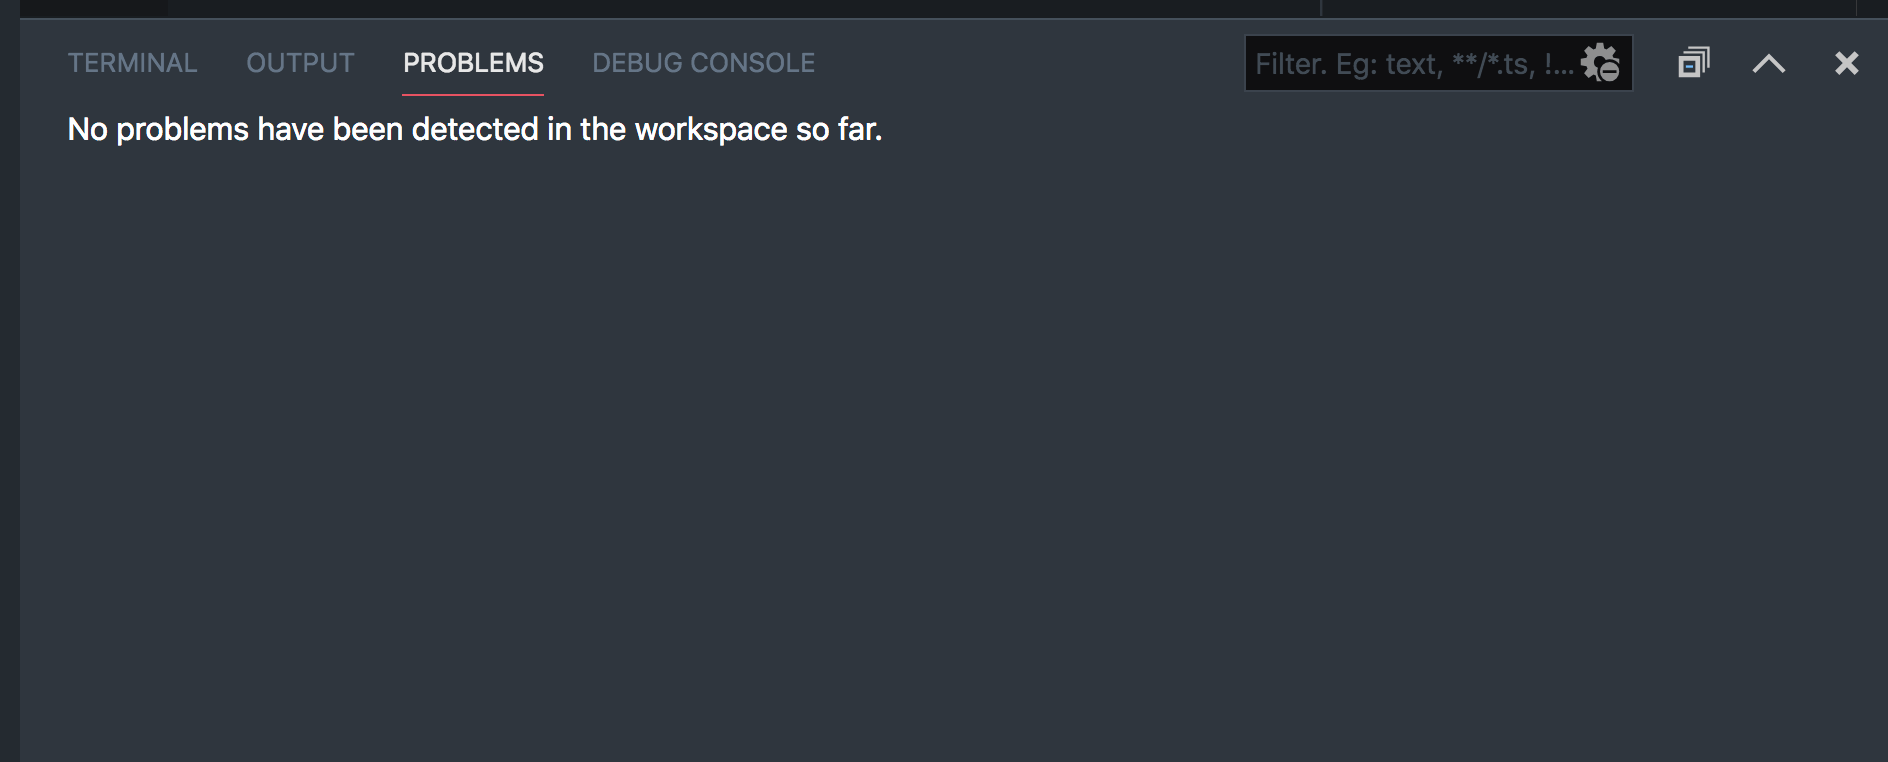 TERMINAL OUTPUT PROBLEMS DEBUG CONSOLE Filter. Eg: text, **/*.ts, !...
No problems have been detected in the workspace so far.